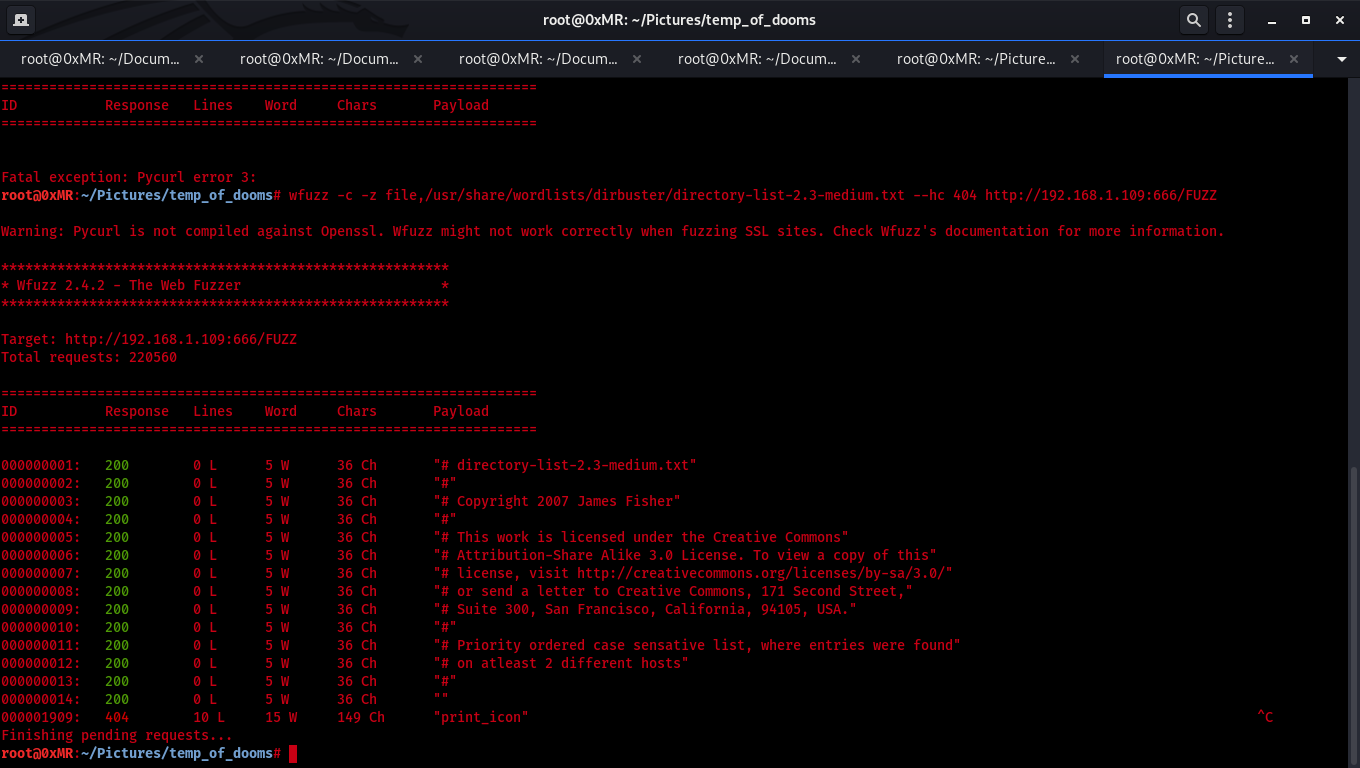 root@0xMR: ~/Pictures/temp_of_dooms
root@0xMR: ~/Docum... × root@0xMR: ~/Docum... × root@0xMR: ~/Docum... × root@0xMR: ~/Docum... × root@0xMR: ~/Picture... × root@0xMR: ~/Picture... ×
===================================================================
ID           Response   Lines    Word     Chars       Payload
===================================================================
Fatal exception: Pycurl error 3:
root@0xMR:~/Pictures/temp_of_dooms# wfuzz -c -z file,/usr/share/wordlists/dirbuster/directory-list-2.3-medium.txt --hc 404 http://192.168.1.109:666/FUZZ
Warning: Pycurl is not compiled against Openssl. Wfuzz might not work correctly when fuzzing SSL sites. Check Wfuzz's documentation for more information.
********************************************************
* Wfuzz 2.4.2 - The Web Fuzzer                         *
********************************************************
Target: http://192.168.1.109:666/FUZZ
Total requests: 220560
===================================================================
ID           Response   Lines    Word     Chars       Payload
===================================================================
000000001:   200        0 L      5 W      36 Ch       "# directory-list-2.3-medium.txt"
000000002:   200        0 L      5 W      36 Ch       "#"
000000003:   200        0 L      5 W      36 Ch       "# Copyright 2007 James Fisher"
000000004:   200        0 L      5 W      36 Ch       "#"
000000005:   200        0 L      5 W      36 Ch       "# This work is licensed under the Creative Commons"
000000006:   200        0 L      5 W      36 Ch       "# Attribution-Share Alike 3.0 License. To view a copy of this"
000000007:   200        0 L      5 W      36 Ch       "# license, visit http://creativecommons.org/licenses/by-sa/3.0/"
000000008:   200        0 L      5 W      36 Ch       "# or send a letter to Creative Commons, 171 Second Street,"
000000009:   200        0 L      5 W      36 Ch       "# Suite 300, San Francisco, California, 94105, USA."
000000010:   200        0 L      5 W      36 Ch       "#"
000000011:   200        0 L      5 W      36 Ch       "# Priority ordered case sensative list, where entries were found"
000000012:   200        0 L      5 W      36 Ch       "# on atleast 2 different hosts"
000000013:   200        0 L      5 W      36 Ch       "#"
000000014:   200        0 L      5 W      36 Ch       ""
000001909:   404        10 L     15 W     149 Ch      "print_icon" ^C
Finishing pending requests...
root@0xMR:~/Pictures/temp_of_dooms#